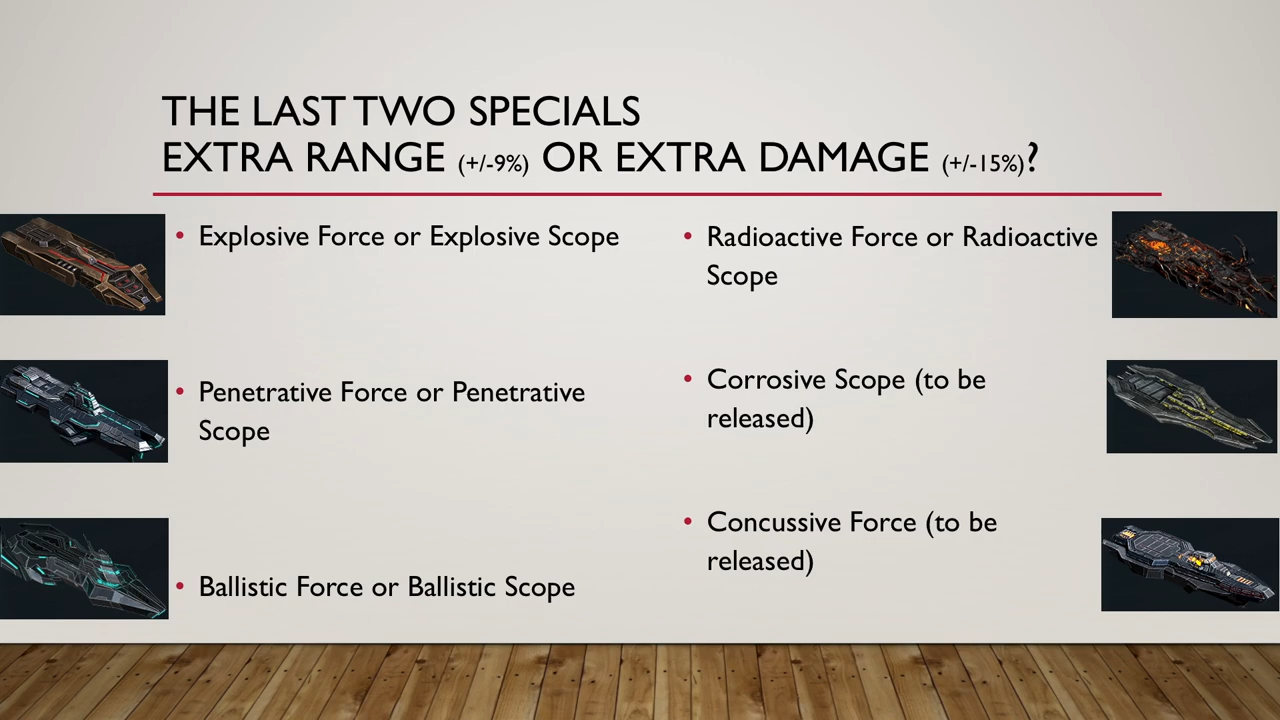 THE LAST TWO SPECIALS
EXTRA RANGE (+/-9%) OR EXTRA DAMAGE (+/-15%)?
• Explosive Force or Explosive Scope
• Penetrative Force or Penetrative
Scope
• Ballistic Force or Ballistic Scope
• Radioactive Force or Radioactive
Scope
• Corrosive Scope (to be
released)
• Concussive Force (to be
released)